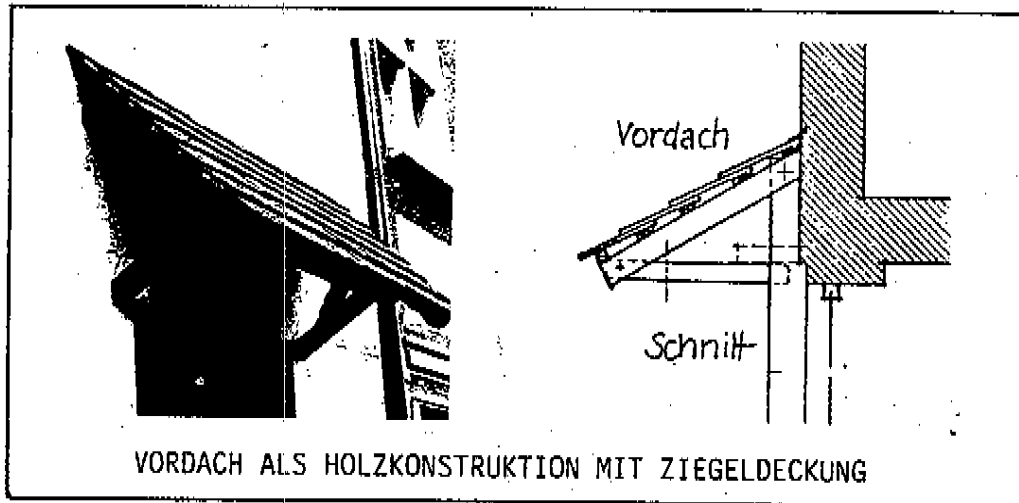 Vordach
Schnitt
VORDACH ALS HOLZKONSTRUKTION MIT ZIEGELDECKUNG